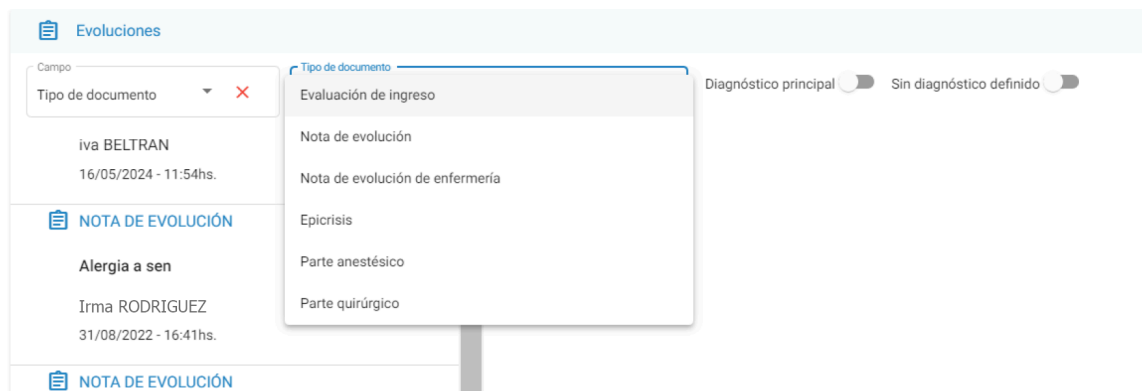 Evoluciones
Campo
Tipo de documento
Tipo de documento
Diagnóstico principal
Sin diagnóstico definido
Evaluación de ingreso
Nota de evolución
Nota de evolución de enfermería
Epicrisis
Parte anestésico
Parte quirúrgico
iva BELTRAN
16/05/2024 - 11:54hs.
NOTA DE EVOLUCIÓN
Alergia a sen
Irma RODRIGUEZ
31/08/2022 - 16:41hs.
NOTA DE EVOLUCIÓN